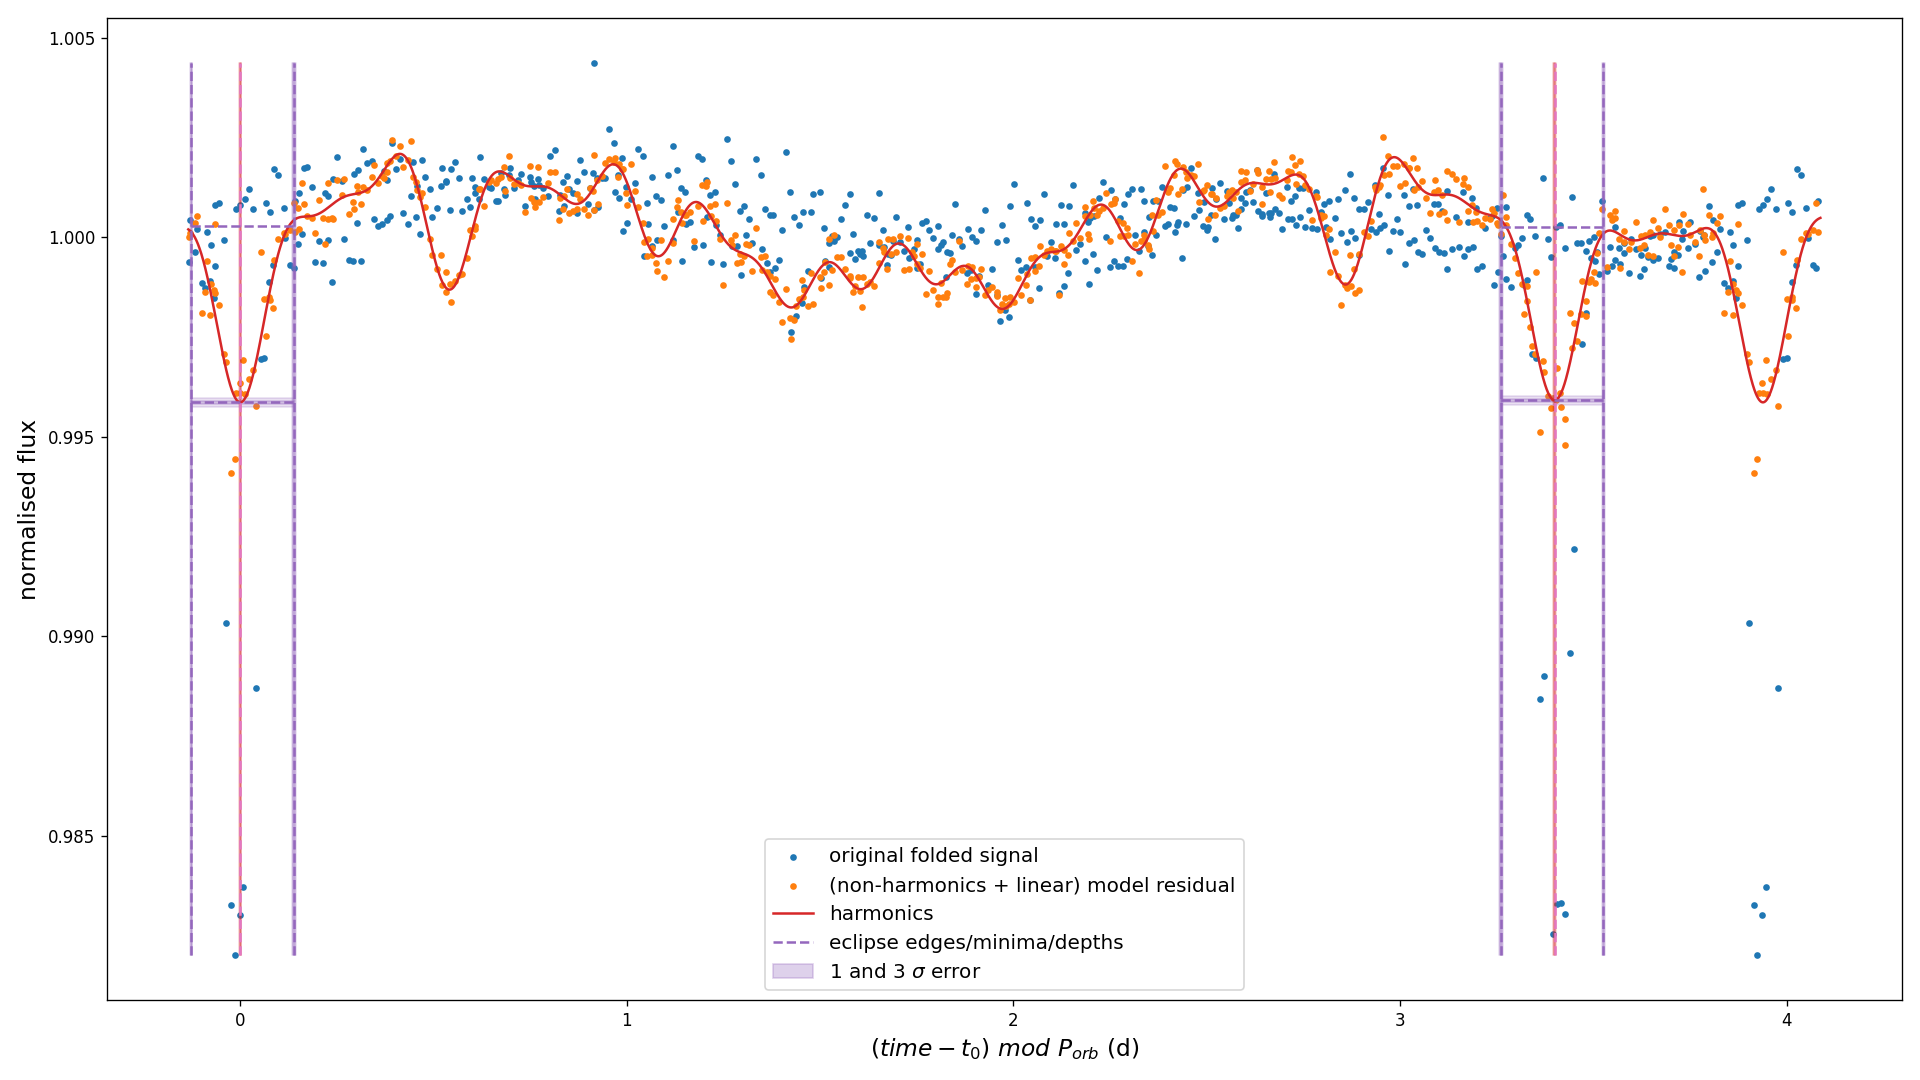 1.005
1.000
0.995
0.990
0.985
normalised flux
original folded signal
(non-harmonics + linear) model residual
harmonics
eclipse edges/minima/depths
1 and 3 σ error
0 1 2 3 4
(time − t₀) mod Pₒᵣᵦ (d)